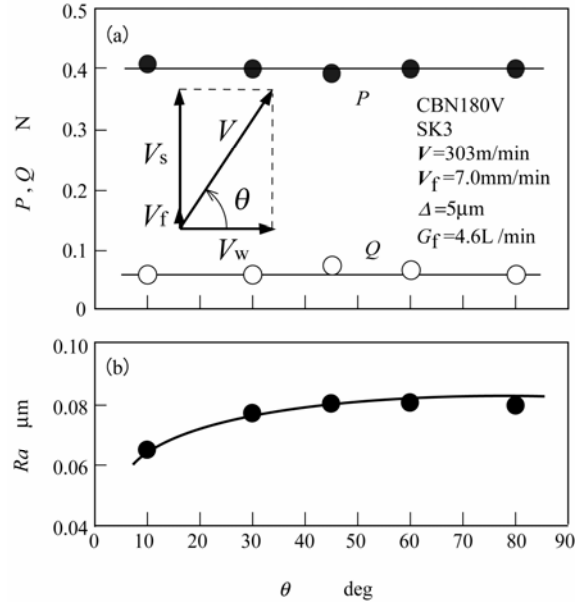 (a)
0.5
0.4
0.3
0.2
0.1
0
P , Q N
P
Q
V
Vs
Vf
Vw
θ
CBN180V
SK3
V=303m/min
Vf=7.0mm/min
Δ=5μm
Gf=4.6L /min
(b)
0.10
0.08
0.06
0.04
Ra μm
0 10 20 30 40 50 60 70 80 90
θ deg